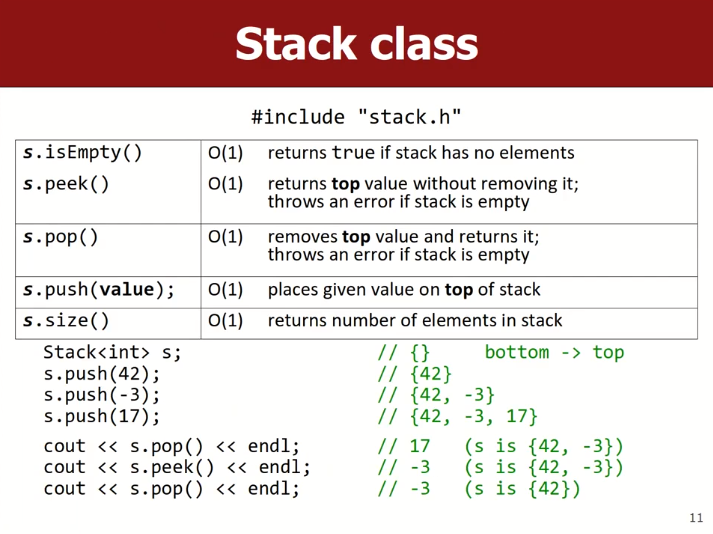 Stack class
#include "stack.h"
s.isEmpty() O(1) returns true if stack has no elements
s.peek() O(1) returns top value without removing it;
throws an error if stack is empty
s.pop() O(1) removes top value and returns it;
throws an error if stack is empty
s.push(value); O(1) places given value on top of stack
s.size() O(1) returns number of elements in stack
Stack<int> s; // {} bottom -> top
s.push(42); // {42}
s.push(-3); // {42, -3}
s.push(17); // {42, -3, 17}
cout << s.pop() << endl; // 17 (s is {42, -3})
cout << s.peek() << endl; // -3 (s is {42, -3})
cout << s.pop() << endl; // -3 (s is {42})
11